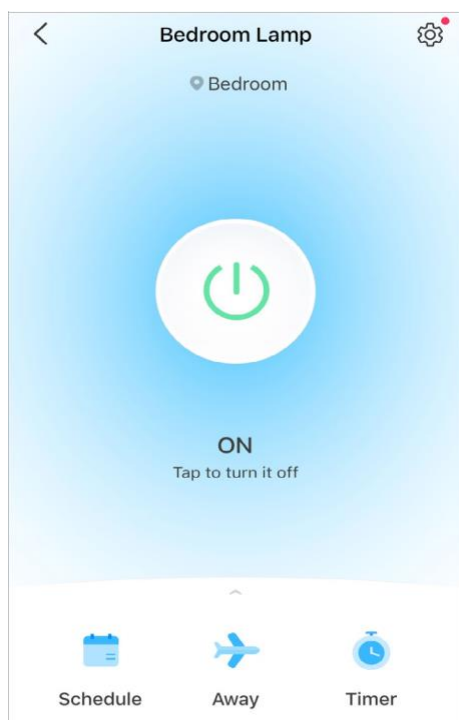 Bedroom Lamp
Bedroom
ON
Tap to turn it off
Schedule
Away
Timer